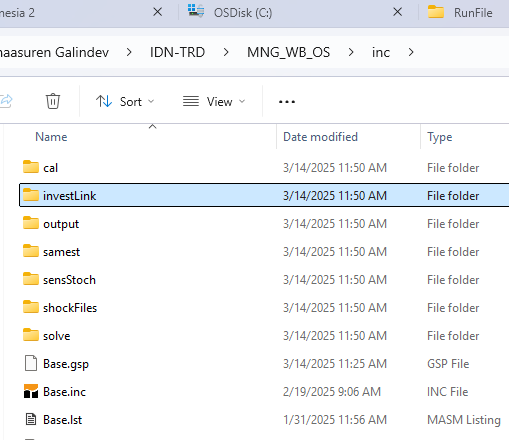 nesia 2 OSDisk (C:) RunFile
naasuren Galindev IDN-TRD MNG_WB_OS inc
Sort View
Name Date modified Type
cal 3/14/2025 11:50 AM File folder
investLink 3/14/2025 11:50 AM File folder
output 3/14/2025 11:50 AM File folder
samest 3/14/2025 11:50 AM File folder
sensStoch 3/14/2025 11:50 AM File folder
shockFiles 3/14/2025 11:50 AM File folder
solve 3/14/2025 11:50 AM File folder
Base.gsp 3/14/2025 11:25 AM GSP File
Base.inc 2/19/2025 9:06 AM INC File
Base.lst 1/31/2025 11:56 AM MASM Listing